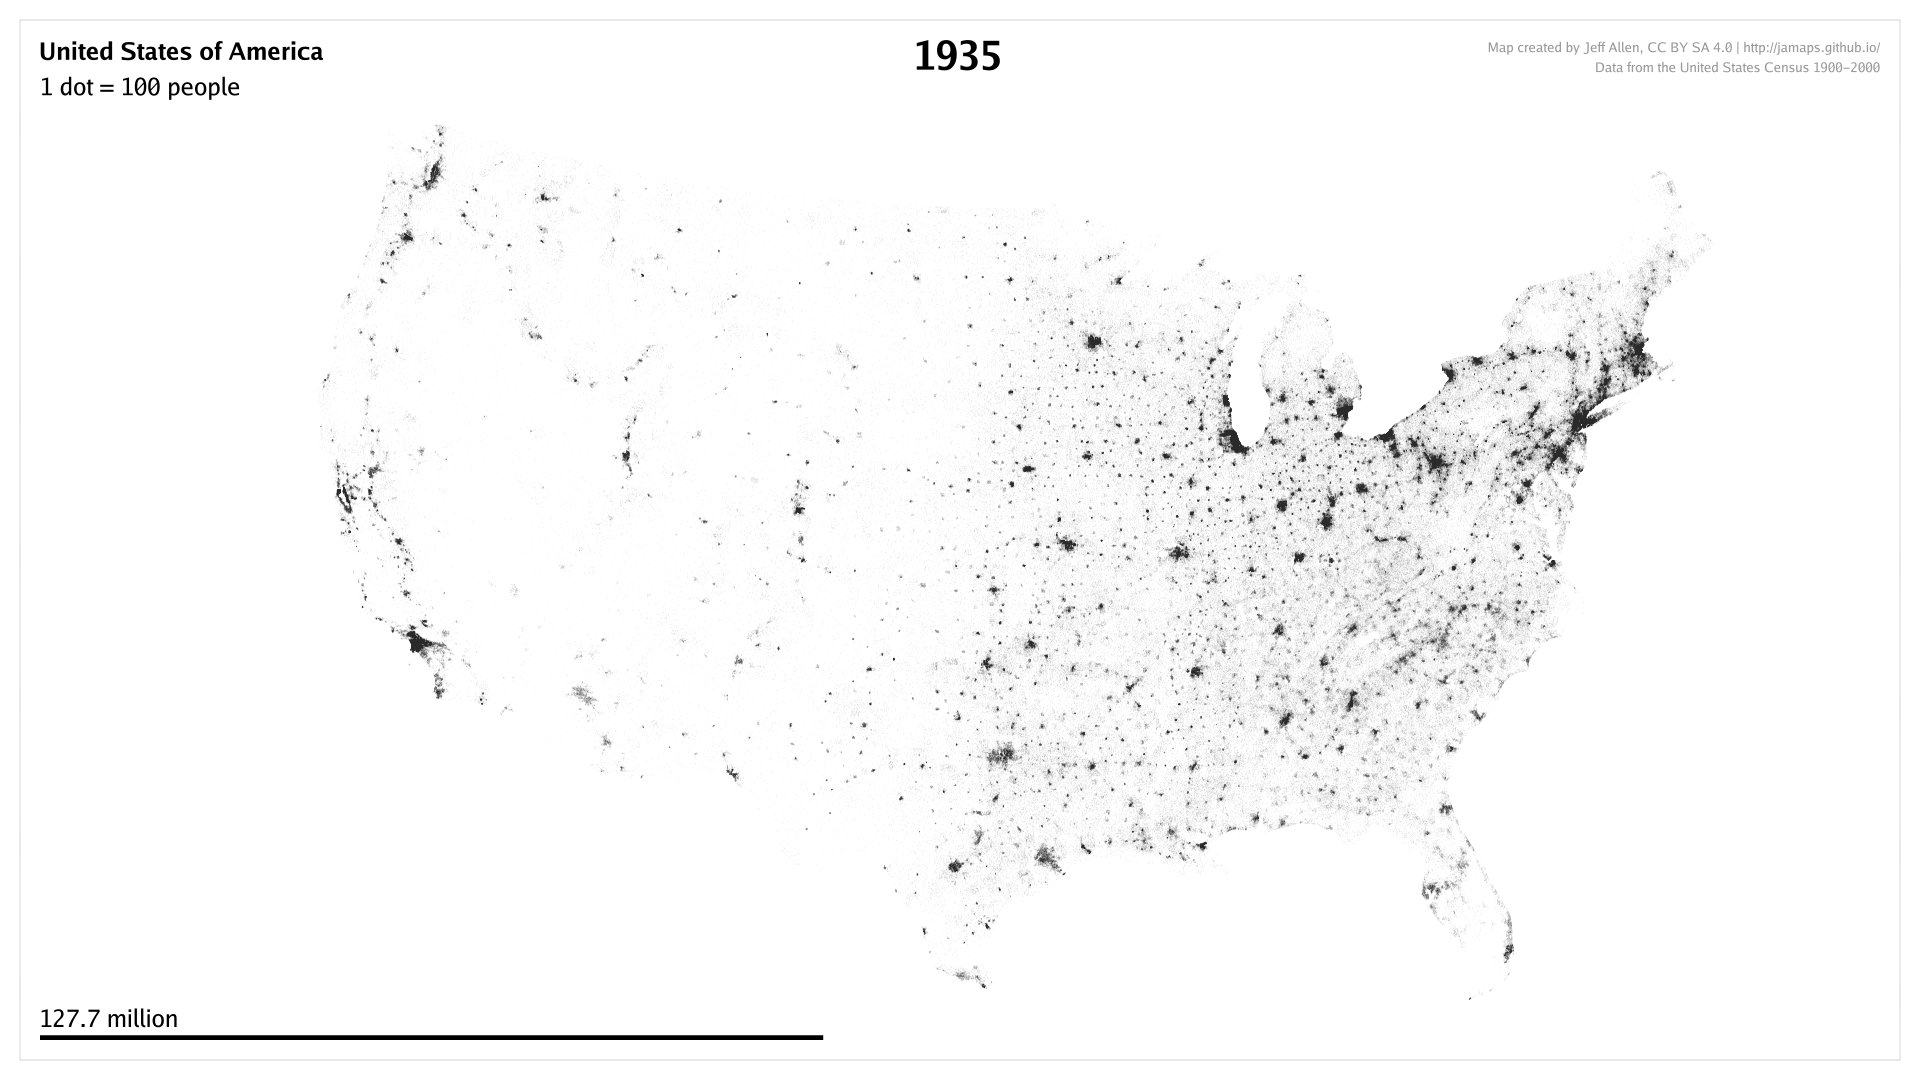 United States of America
1 dot = 100 people
1935
Map created by Jeff Allen, CC BY SA 4.0 | http://jamaps.github.io/
Data from the United States Census 1900–2000
127.7 million